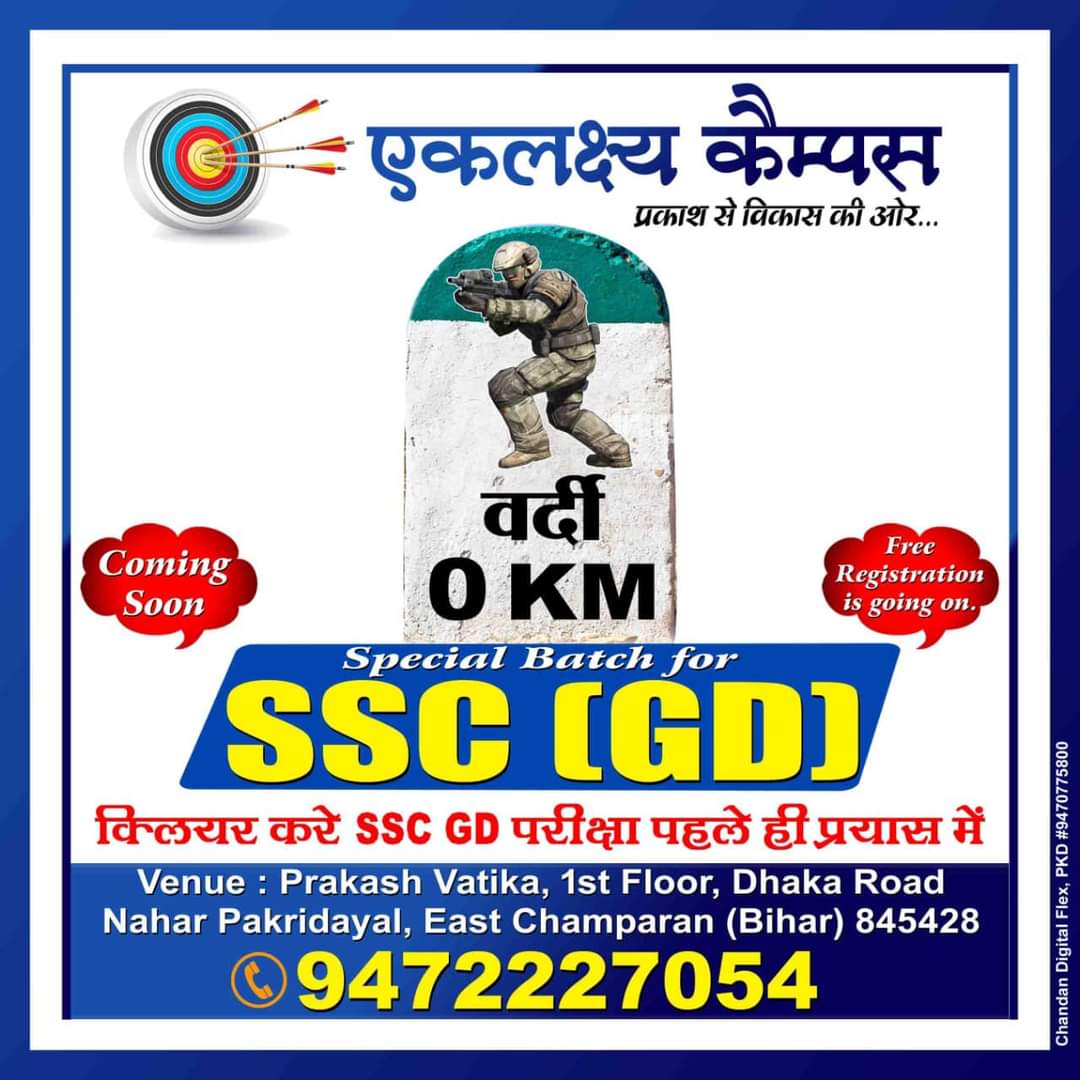 एकलक्ष्य कैम्पस
प्रकाश से विकास की ओर...
वर्दी
0 KM
Coming
Soon
Free
Registration
is going on.
Special Batch for
SSC (GD)
क्लियर करे SSC GD परीक्षा पहले ही प्रयास में
Venue : Prakash Vatika, 1st Floor, Dhaka Road
Nahar Pakridayal, East Champaran (Bihar) 845428
9472227054
Chandan Digital Flex, PKD #9470775800